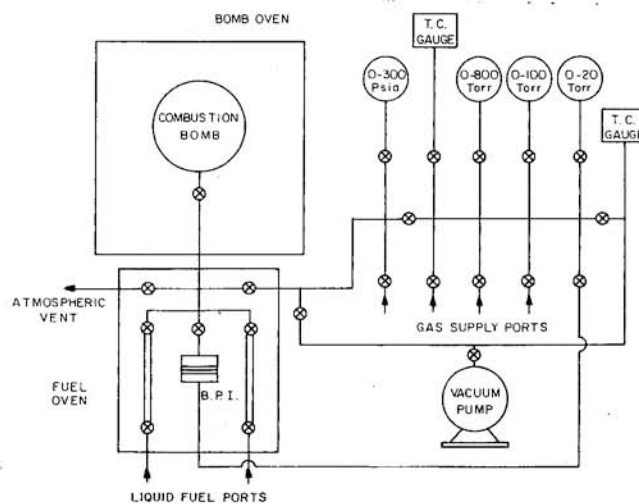 BOMB OVEN
T. C.
GAUGE
0-300
Psia
0-800
Torr
0-100
Torr
0-20
Torr
T. C.
GAUGE
COMBUSTION
BOMB
ATMOSPHERIC
VENT
GAS SUPPLY PORTS
FUEL
OVEN
B.P.I.
VACUUM
PUMP
LIQUID FUEL PORTS